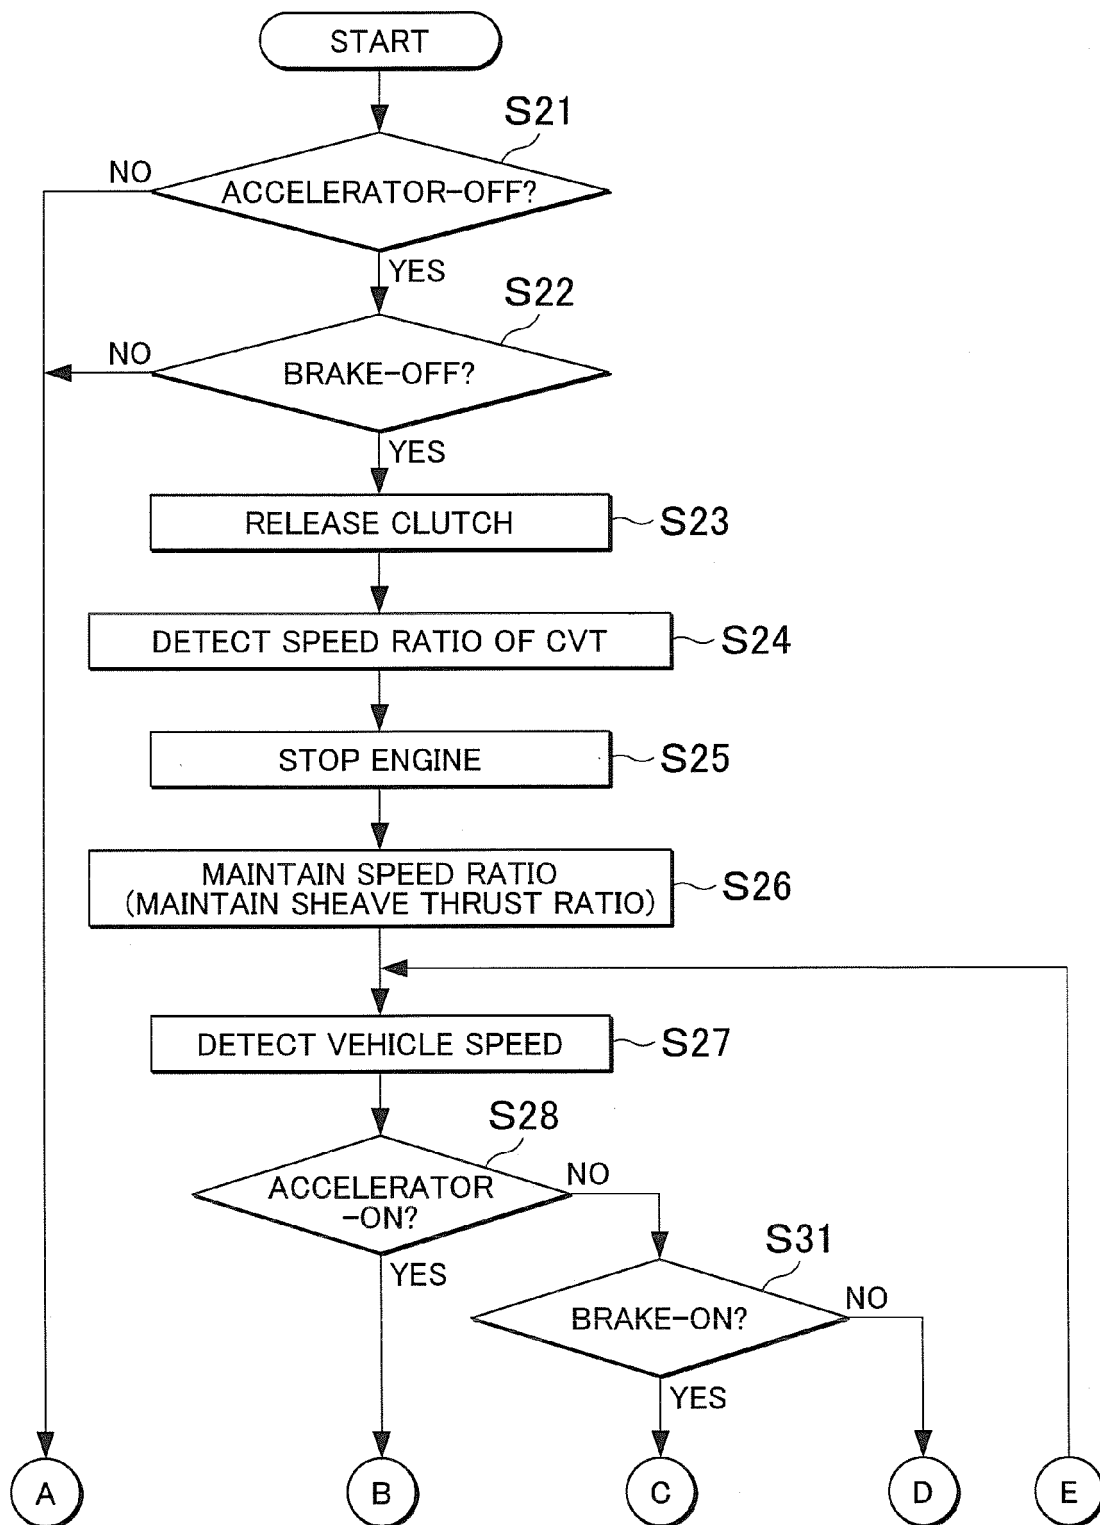 START
S21
NO
ACCELERATOR-OFF?
YES
S22
NO
BRAKE-OFF?
YES
RELEASE CLUTCH
S23
DETECT SPEED RATIO OF CVT
S24
STOP ENGINE
S25
MAINTAIN SPEED RATIO
(MAINTAIN SHEAVE THRUST RATIO)
S26
DETECT VEHICLE SPEED
S27
S28
NO
ACCELERATOR
-ON?
YES
S31
NO
BRAKE-ON?
YES
A
B
C
D
E